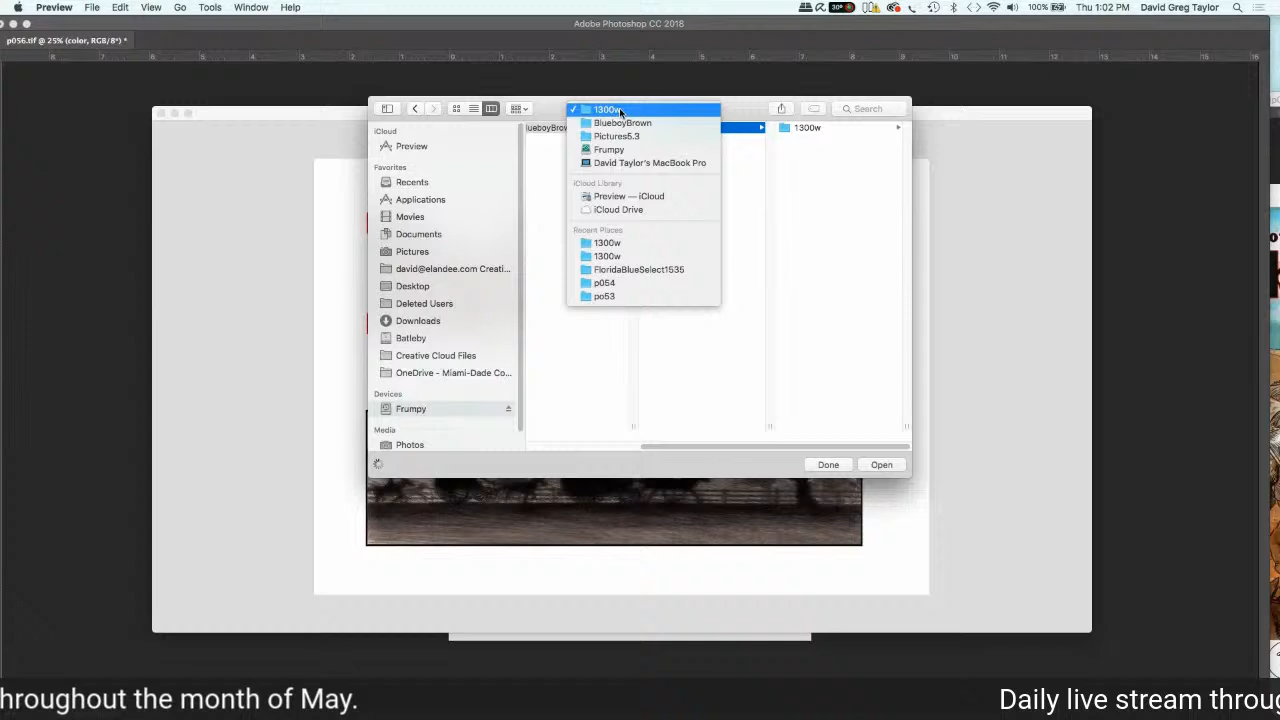 Preview File Edit View Go Tools Window Help
30° 100% Thu 1:02 PM David Greg Taylor
Adobe Photoshop CC 2018
p056.tif @ 25% (color, RGB/8*) *
1300w
Search
BlueboyBrown
Pictures5.3
Frumpy
David Taylor's MacBook Pro
iCloud Library
Preview — iCloud
iCloud Drive
Recent Places
1300w
1300w
FloridaBlueSelect1535
p054
po53
lueboyBrow
1300w
iCloud
Preview
Favorites
Recents
Applications
Movies
Documents
Pictures
david@elandee.com Creati...
Desktop
Deleted Users
Downloads
Batleby
Creative Cloud Files
OneDrive - Miami-Dade Co...
Devices
Frumpy
Media
Photos
Done Open
hroughout the month of May. Daily live stream throug